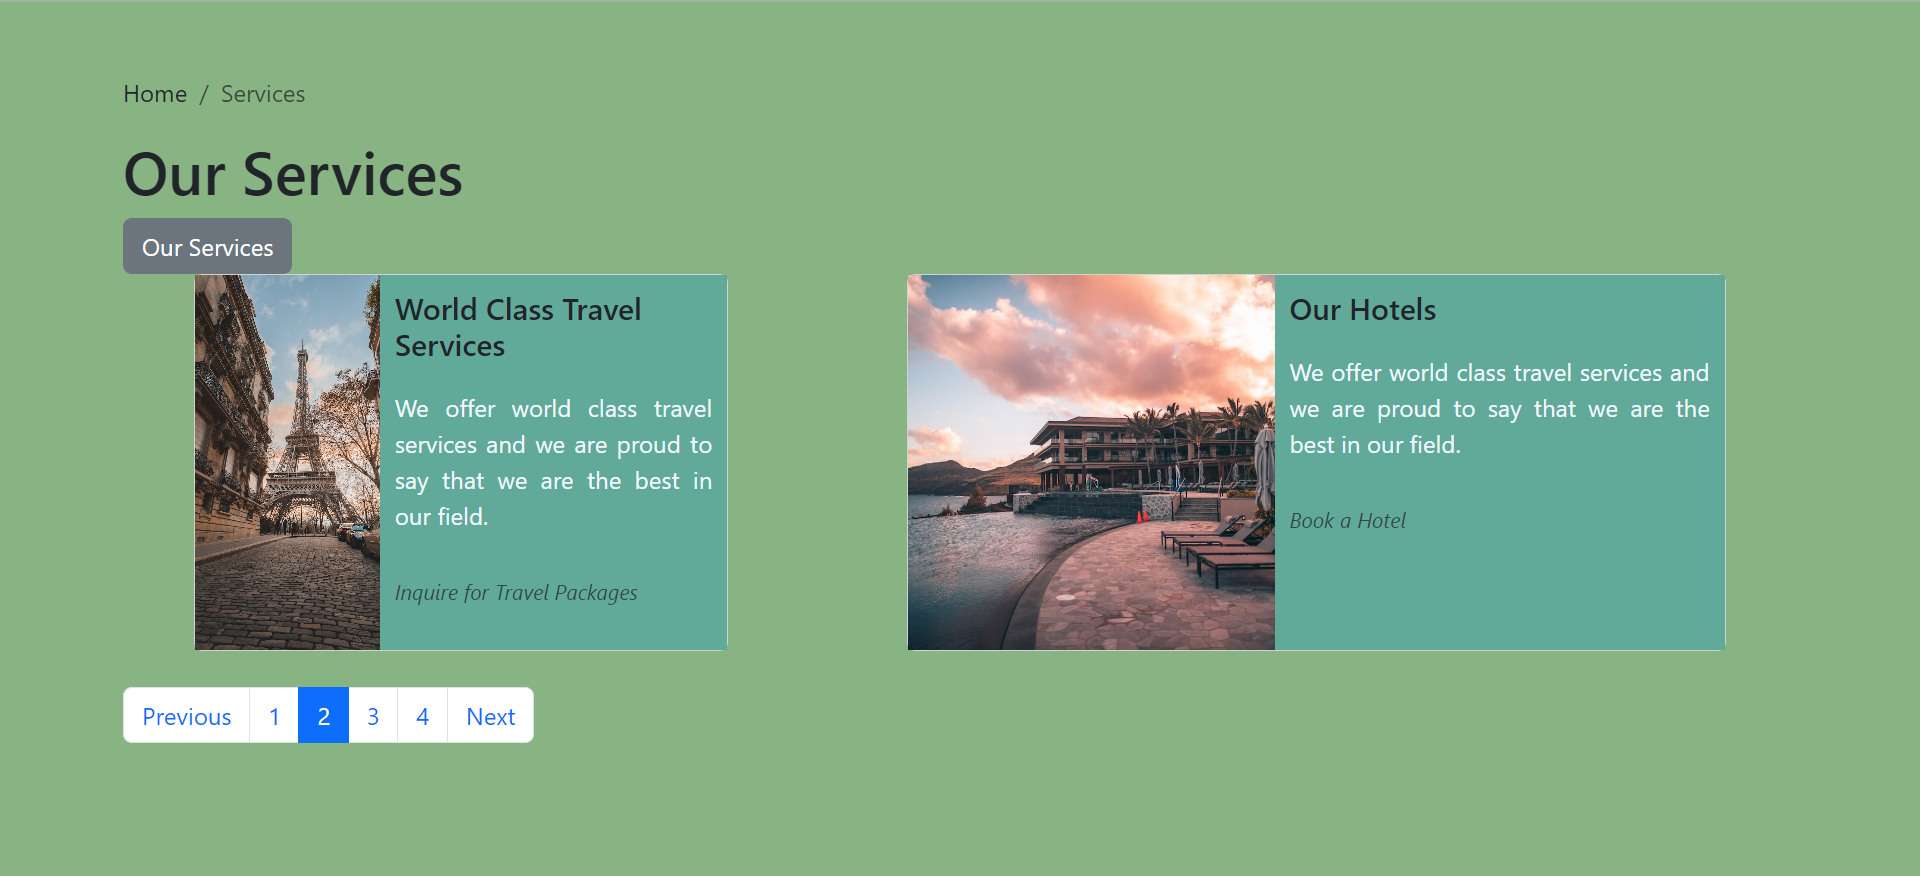 Home / Services
Our Services
Our Services
World Class Travel
Services
We offer world class travel
services and we are proud to
say that we are the best in
our field.
Inquire for Travel Packages
Our Hotels
We offer world class travel services and
we are proud to say that we are the
best in our field.
Book a Hotel
Previous 1 2 3 4 Next